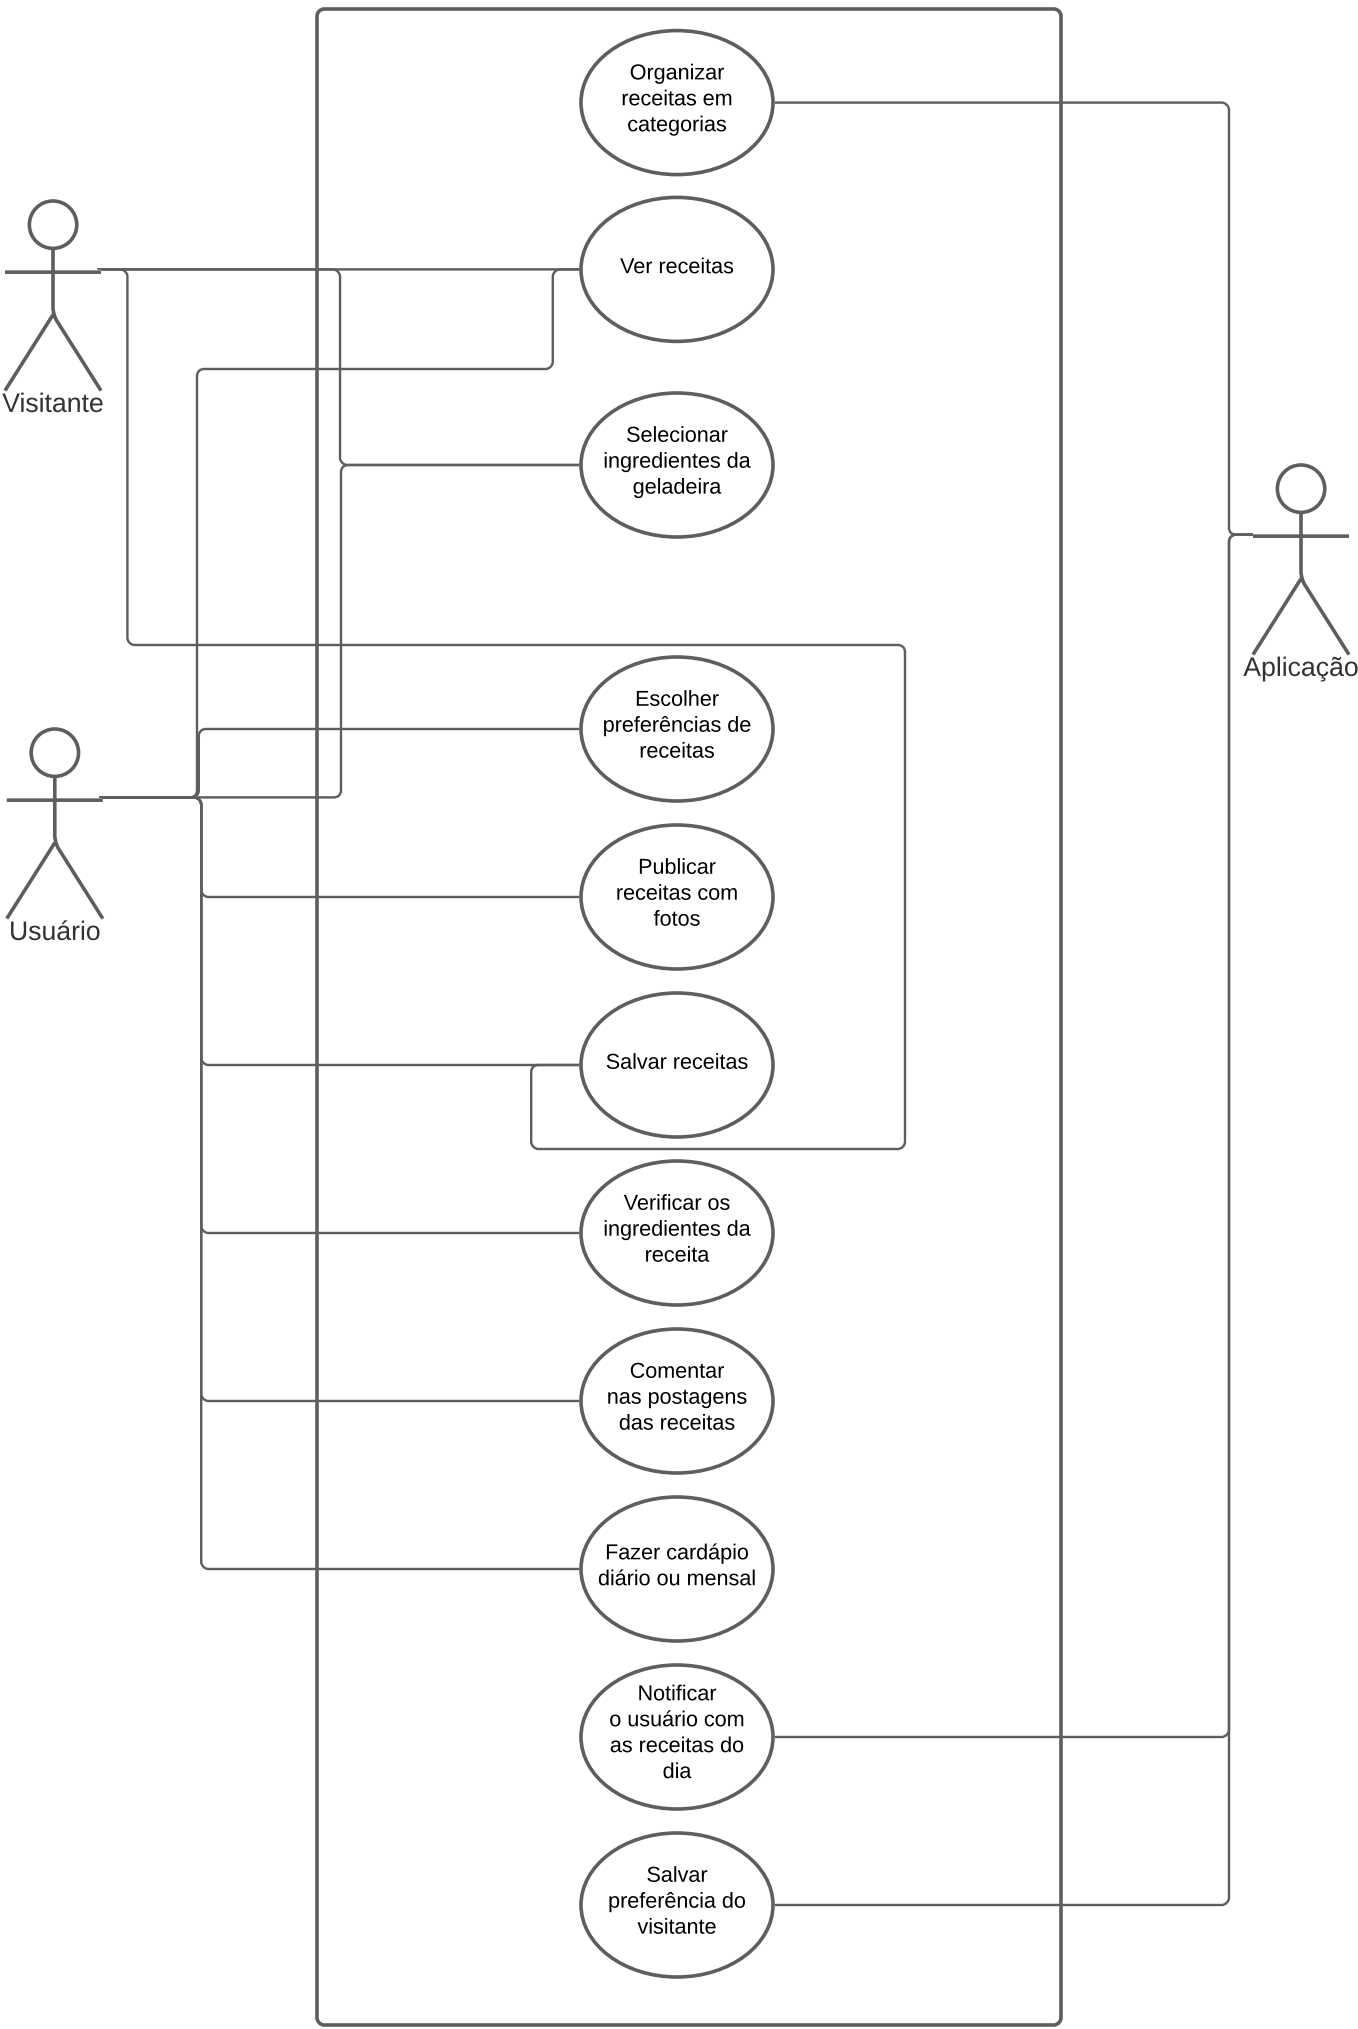 Organizar
receitas em
categorias
Ver receitas
Visitante
Selecionar
ingredientes da
geladeira
Aplicação
Escolher
preferências de
receitas
Usuário
Publicar
receitas com
fotos
Salvar receitas
Verificar os
ingredientes da
receita
Comentar
nas postagens
das receitas
Fazer cardápio
diário ou mensal
Notificar
o usuário com
as receitas do
dia
Salvar
preferência do
visitante